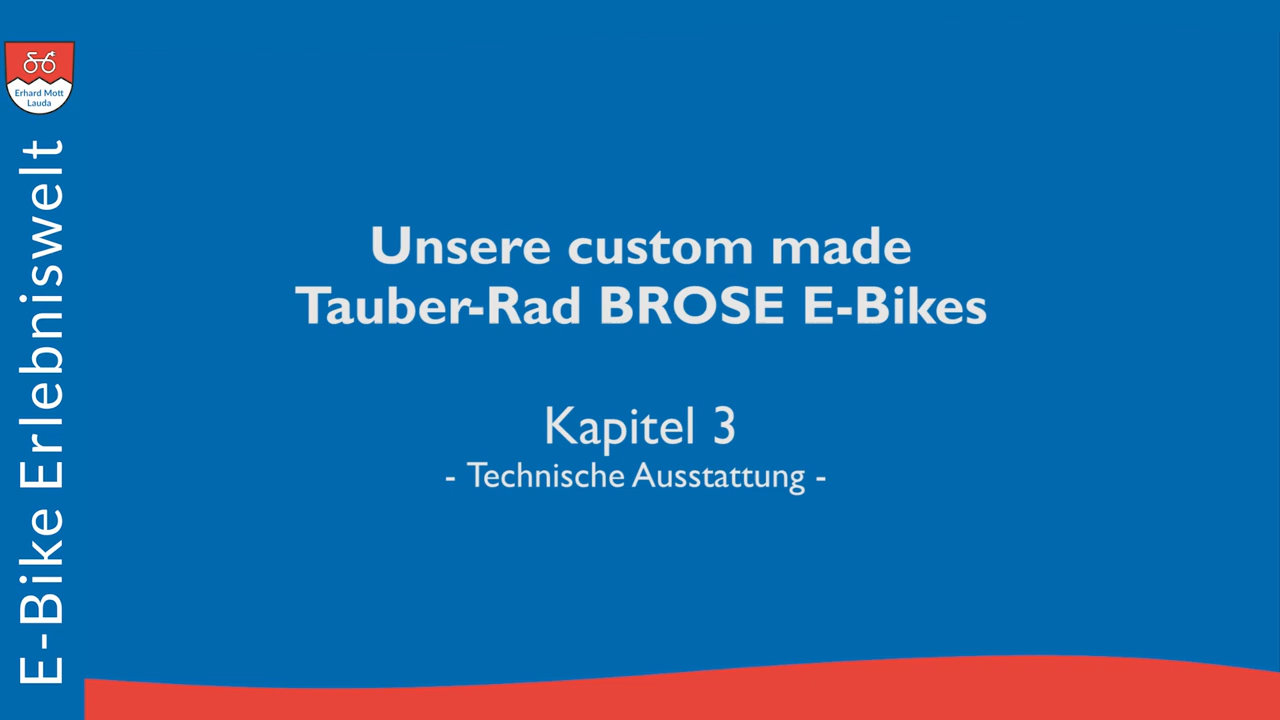 Erhard Mott
Lauda
E-Bike Erlebniswelt
Unsere custom made
Tauber-Rad BROSE E-Bikes
Kapitel 3
- Technische Ausstattung -